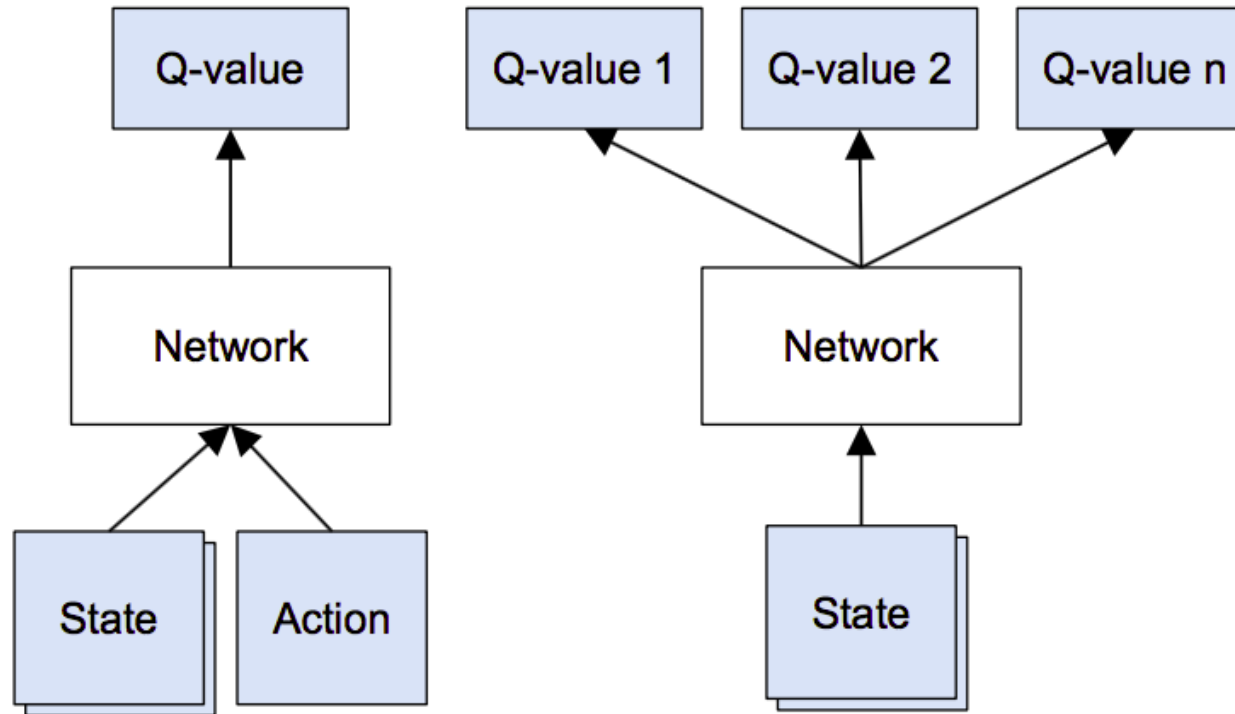 Q-value
Q-value 1
Q-value 2
Q-value n
Network
Network
State
Action
State